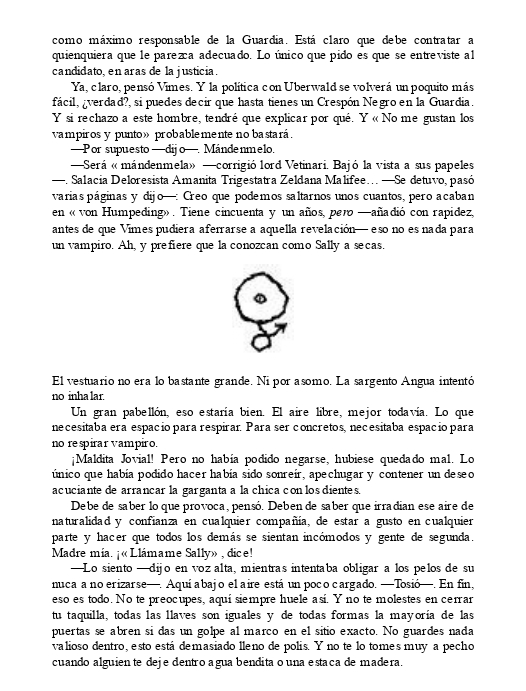 como máximo responsable de la Guardia. Está claro que debe contratar a
quienquiera que le parezca adecuado. Lo único que pido es que se entreviste al
candidato, en aras de la justicia.
Ya, claro, pensó Vimes. Y la política con Uberwald se volverá un poquito más
fácil, ¿verdad?, si puedes decir que hasta tienes un Crespón Negro en la Guardia.
Y si rechazo a este hombre, tendré que explicar por qué. Y « No me gustan los
vampiros y punto» probablemente no bastará.
—Por supuesto —dijo—. Mándenmelo.
—Será « mándenmela» —corrigió lord Vetinari. Bajó la vista a sus papeles
—. Salacia Deloresista Amanita Trigestatra Zeldana Malifee… —Se detuvo, pasó
varias páginas y dijo—: Creo que podemos saltarnos unos cuantos, pero acaban
en « von Humpeding» . Tiene cincuenta y un años, pero —añadió con rapidez,
antes de que Vimes pudiera aferrarse a aquella revelación— eso no es nada para
un vampiro. Ah, y prefiere que la conozcan como Sally a secas.
El vestuario no era lo bastante grande. Ni por asomo. La sargento Angua intentó
no inhalar.
Un gran pabellón, eso estaría bien. El aire libre, mejor todavía. Lo que
necesitaba era espacio para respirar. Para ser concretos, necesitaba espacio para
no respirar vampiro.
¡Maldita Jovial! Pero no había podido negarse, hubiese quedado mal. Lo
único que había podido hacer había sido sonreír, apechugar y contener un deseo
acuciante de arrancar la garganta a la chica con los dientes.
Debe de saber lo que provoca, pensó. Deben de saber que irradian ese aire de
naturalidad y confianza en cualquier compañía, de estar a gusto en cualquier
parte y hacer que todos los demás se sientan incómodos y gente de segunda.
Madre mía. ¡« Llámame Sally» , dice!
—Lo siento —dijo en voz alta, mientras intentaba obligar a los pelos de su
nuca a no erizarse—. Aquí abajo el aire está un poco cargado. —Tosió—. En fin,
eso es todo. No te preocupes, aquí siempre huele así. Y no te molestes en cerrar
tu taquilla, todas las llaves son iguales y de todas formas la mayoría de las
puertas se abren si das un golpe al marco en el sitio exacto. No guardes nada
valioso dentro, esto está demasiado lleno de polis. Y no te lo tomes muy a pecho
cuando alguien te deje dentro agua bendita o una estaca de madera.